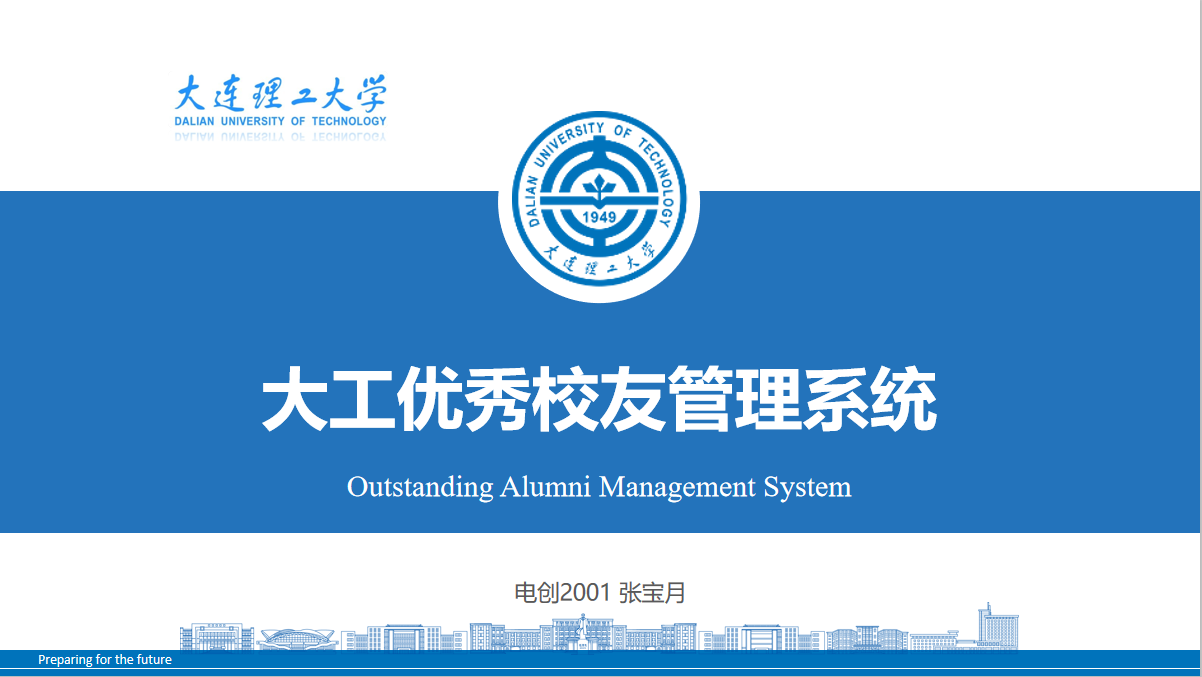 大连理工大学
DALIAN UNIVERSITY OF TECHNOLOGY
DALIAN UNIVERSITY OF TECHNOLOGY
1949
大连理工大学
大工优秀校友管理系统
Outstanding Alumni Management System
电创2001 张宝月
Preparing for the future